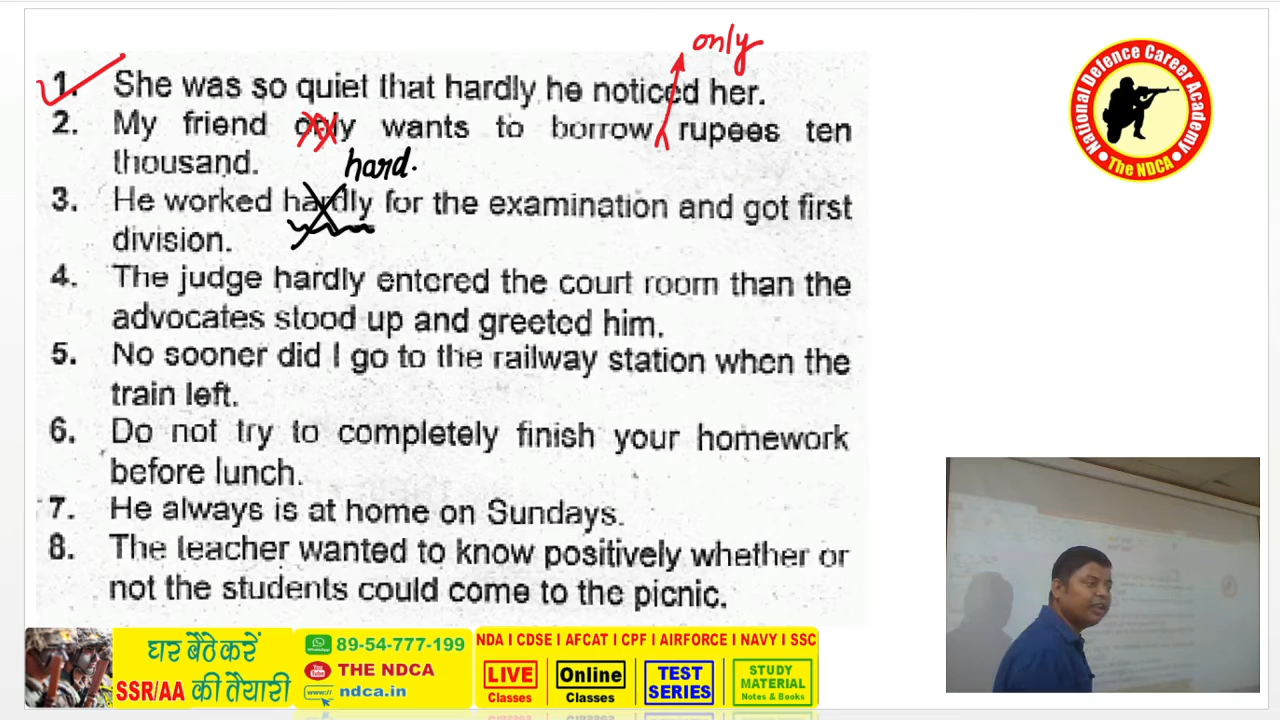 only
1. She was so quiet that hardly he noticed her.
2. My friend only wants to borrow rupees ten
thousand.
hard.
3. He worked hardly for the examination and got first
division.
4. The judge hardly entered the court room than the
advocates stood up and greeted him.
5. No sooner did I go to the railway station when the
train left.
6. Do not try to completely finish your homework
before lunch.
7. He always is at home on Sundays.
8. The teacher wanted to know positively whether or
not the students could come to the picnic.
National Defence Career Academy
The NDCA
घर बैठे करें
SSR/AA की तैयारी
89-54-777-199
You Tube THE NDCA
www:// ndca.in
NDA I CDSE I AFCAT I CPF I AIRFORCE I NAVY I SSC
LIVE
Classes
Online
Classes
TEST
SERIES
STUDY
MATERIAL
Notes & Books